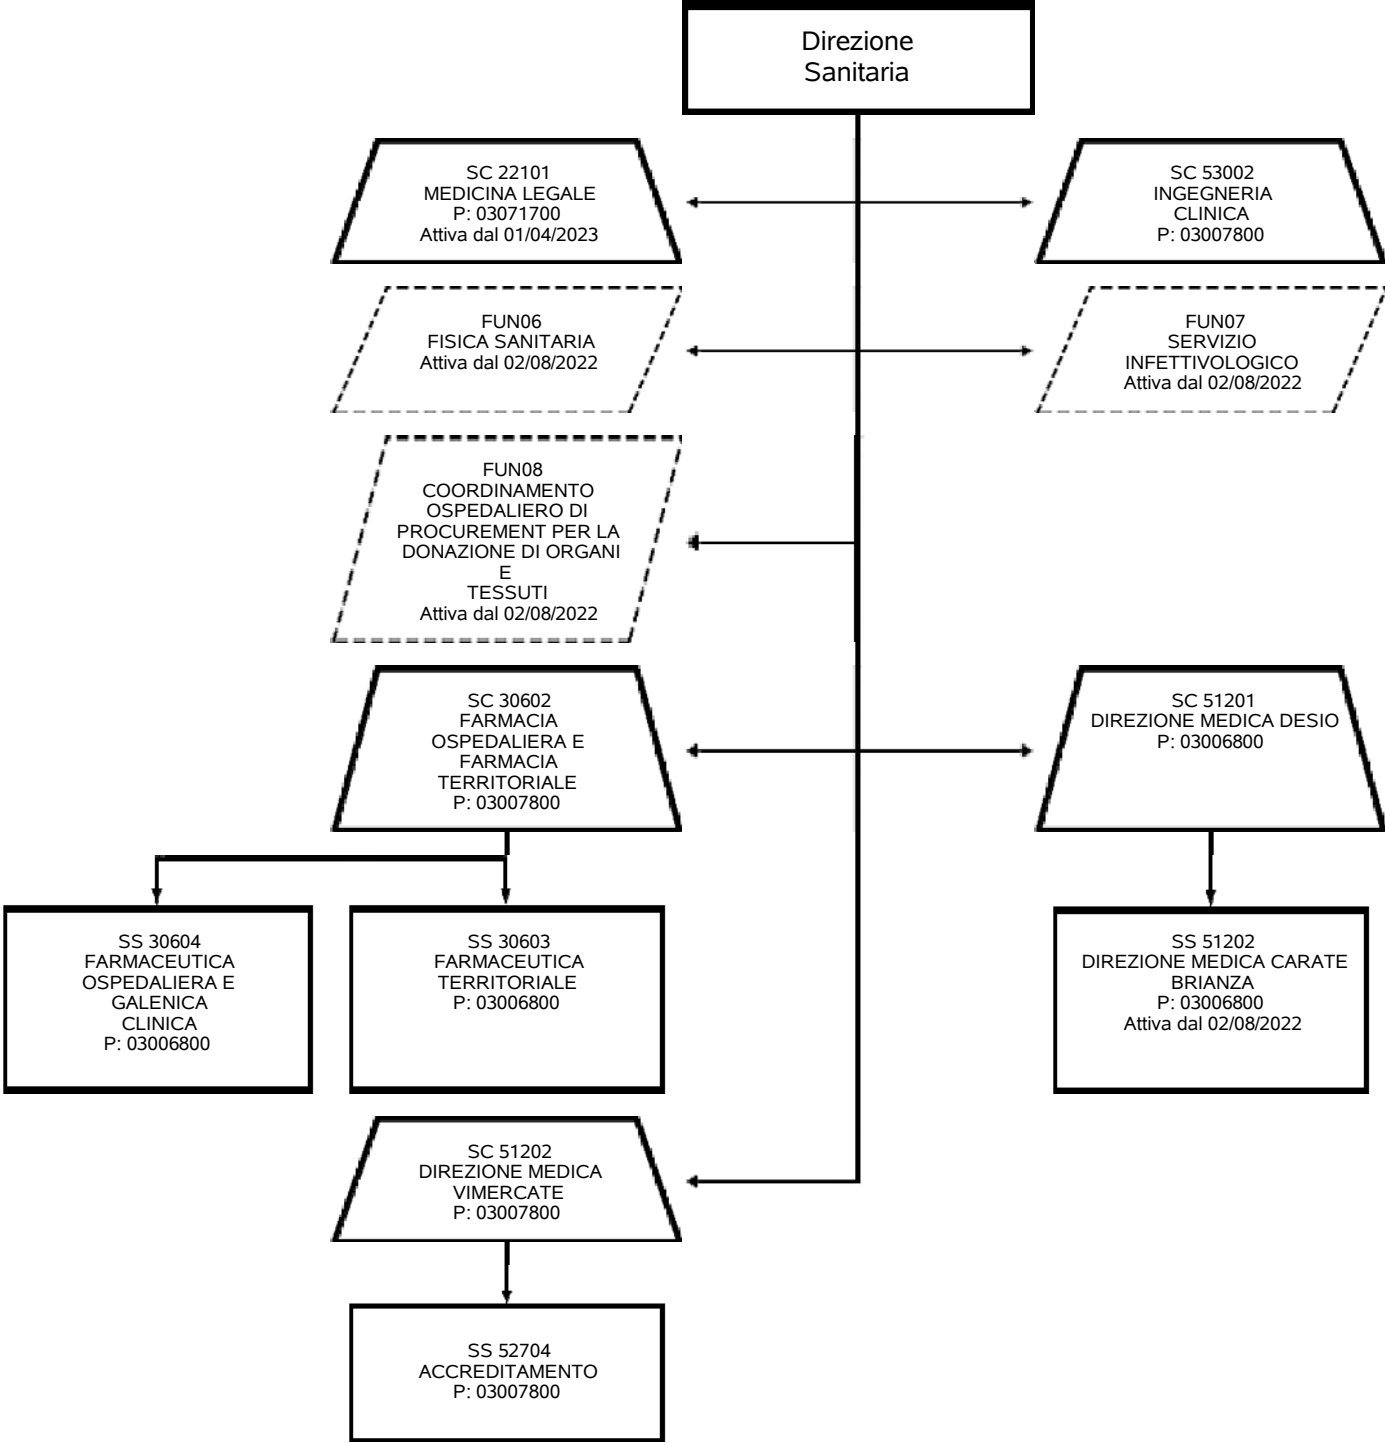 Direzione
Sanitaria
SC 22101
MEDICINA LEGALE
P: 03071700
Attiva dal 01/04/2023
SC 53002
INGEGNERIA
CLINICA
P: 03007800
FUN06
FISICA SANITARIA
Attiva dal 02/08/2022
FUN07
SERVIZIO
INFETTIVOLOGICO
Attiva dal 02/08/2022
FUN08
COORDINAMENTO
OSPEDALIERO DI
PROCUREMENT PER LA
DONAZIONE DI ORGANI
E
TESSUTI
Attiva dal 02/08/2022
SC 30602
FARMACIA
OSPEDALIERA E
FARMACIA
TERRITORIALE
P: 03007800
SC 51201
DIREZIONE MEDICA DESIO
P: 03006800
SS 30604
FARMACEUTICA
OSPEDALIERA E
GALENICA
CLINICA
P: 03006800
SS 30603
FARMACEUTICA
TERRITORIALE
P: 03006800
SS 51202
DIREZIONE MEDICA CARATE
BRIANZA
P: 03006800
Attiva dal 02/08/2022
SC 51202
DIREZIONE MEDICA
VIMERCATE
P: 03007800
SS 52704
ACCREDITAMENTO
P: 03007800